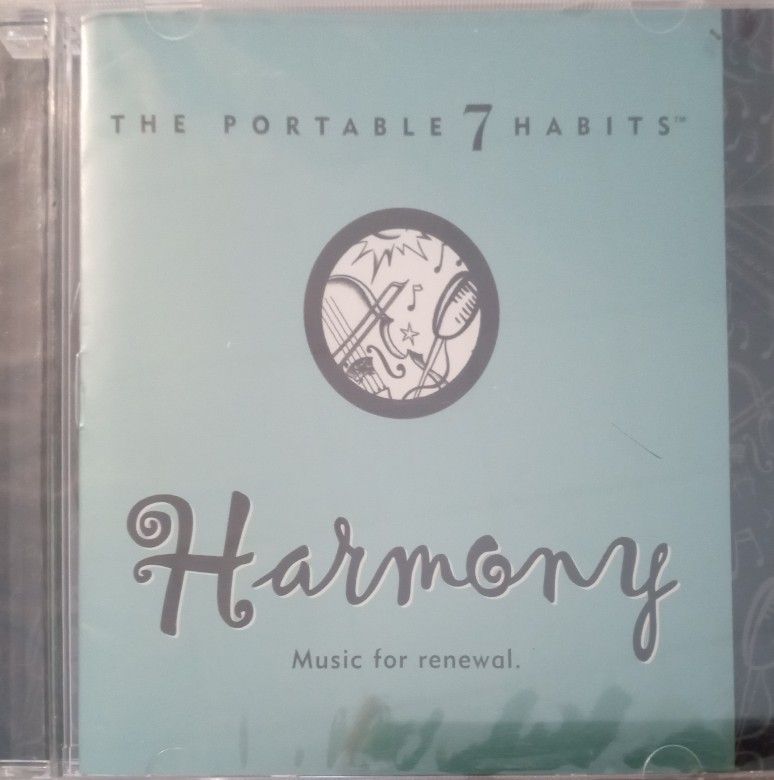 THE PORTABLE 7 HABITS™
Harmony
Music for renewal.